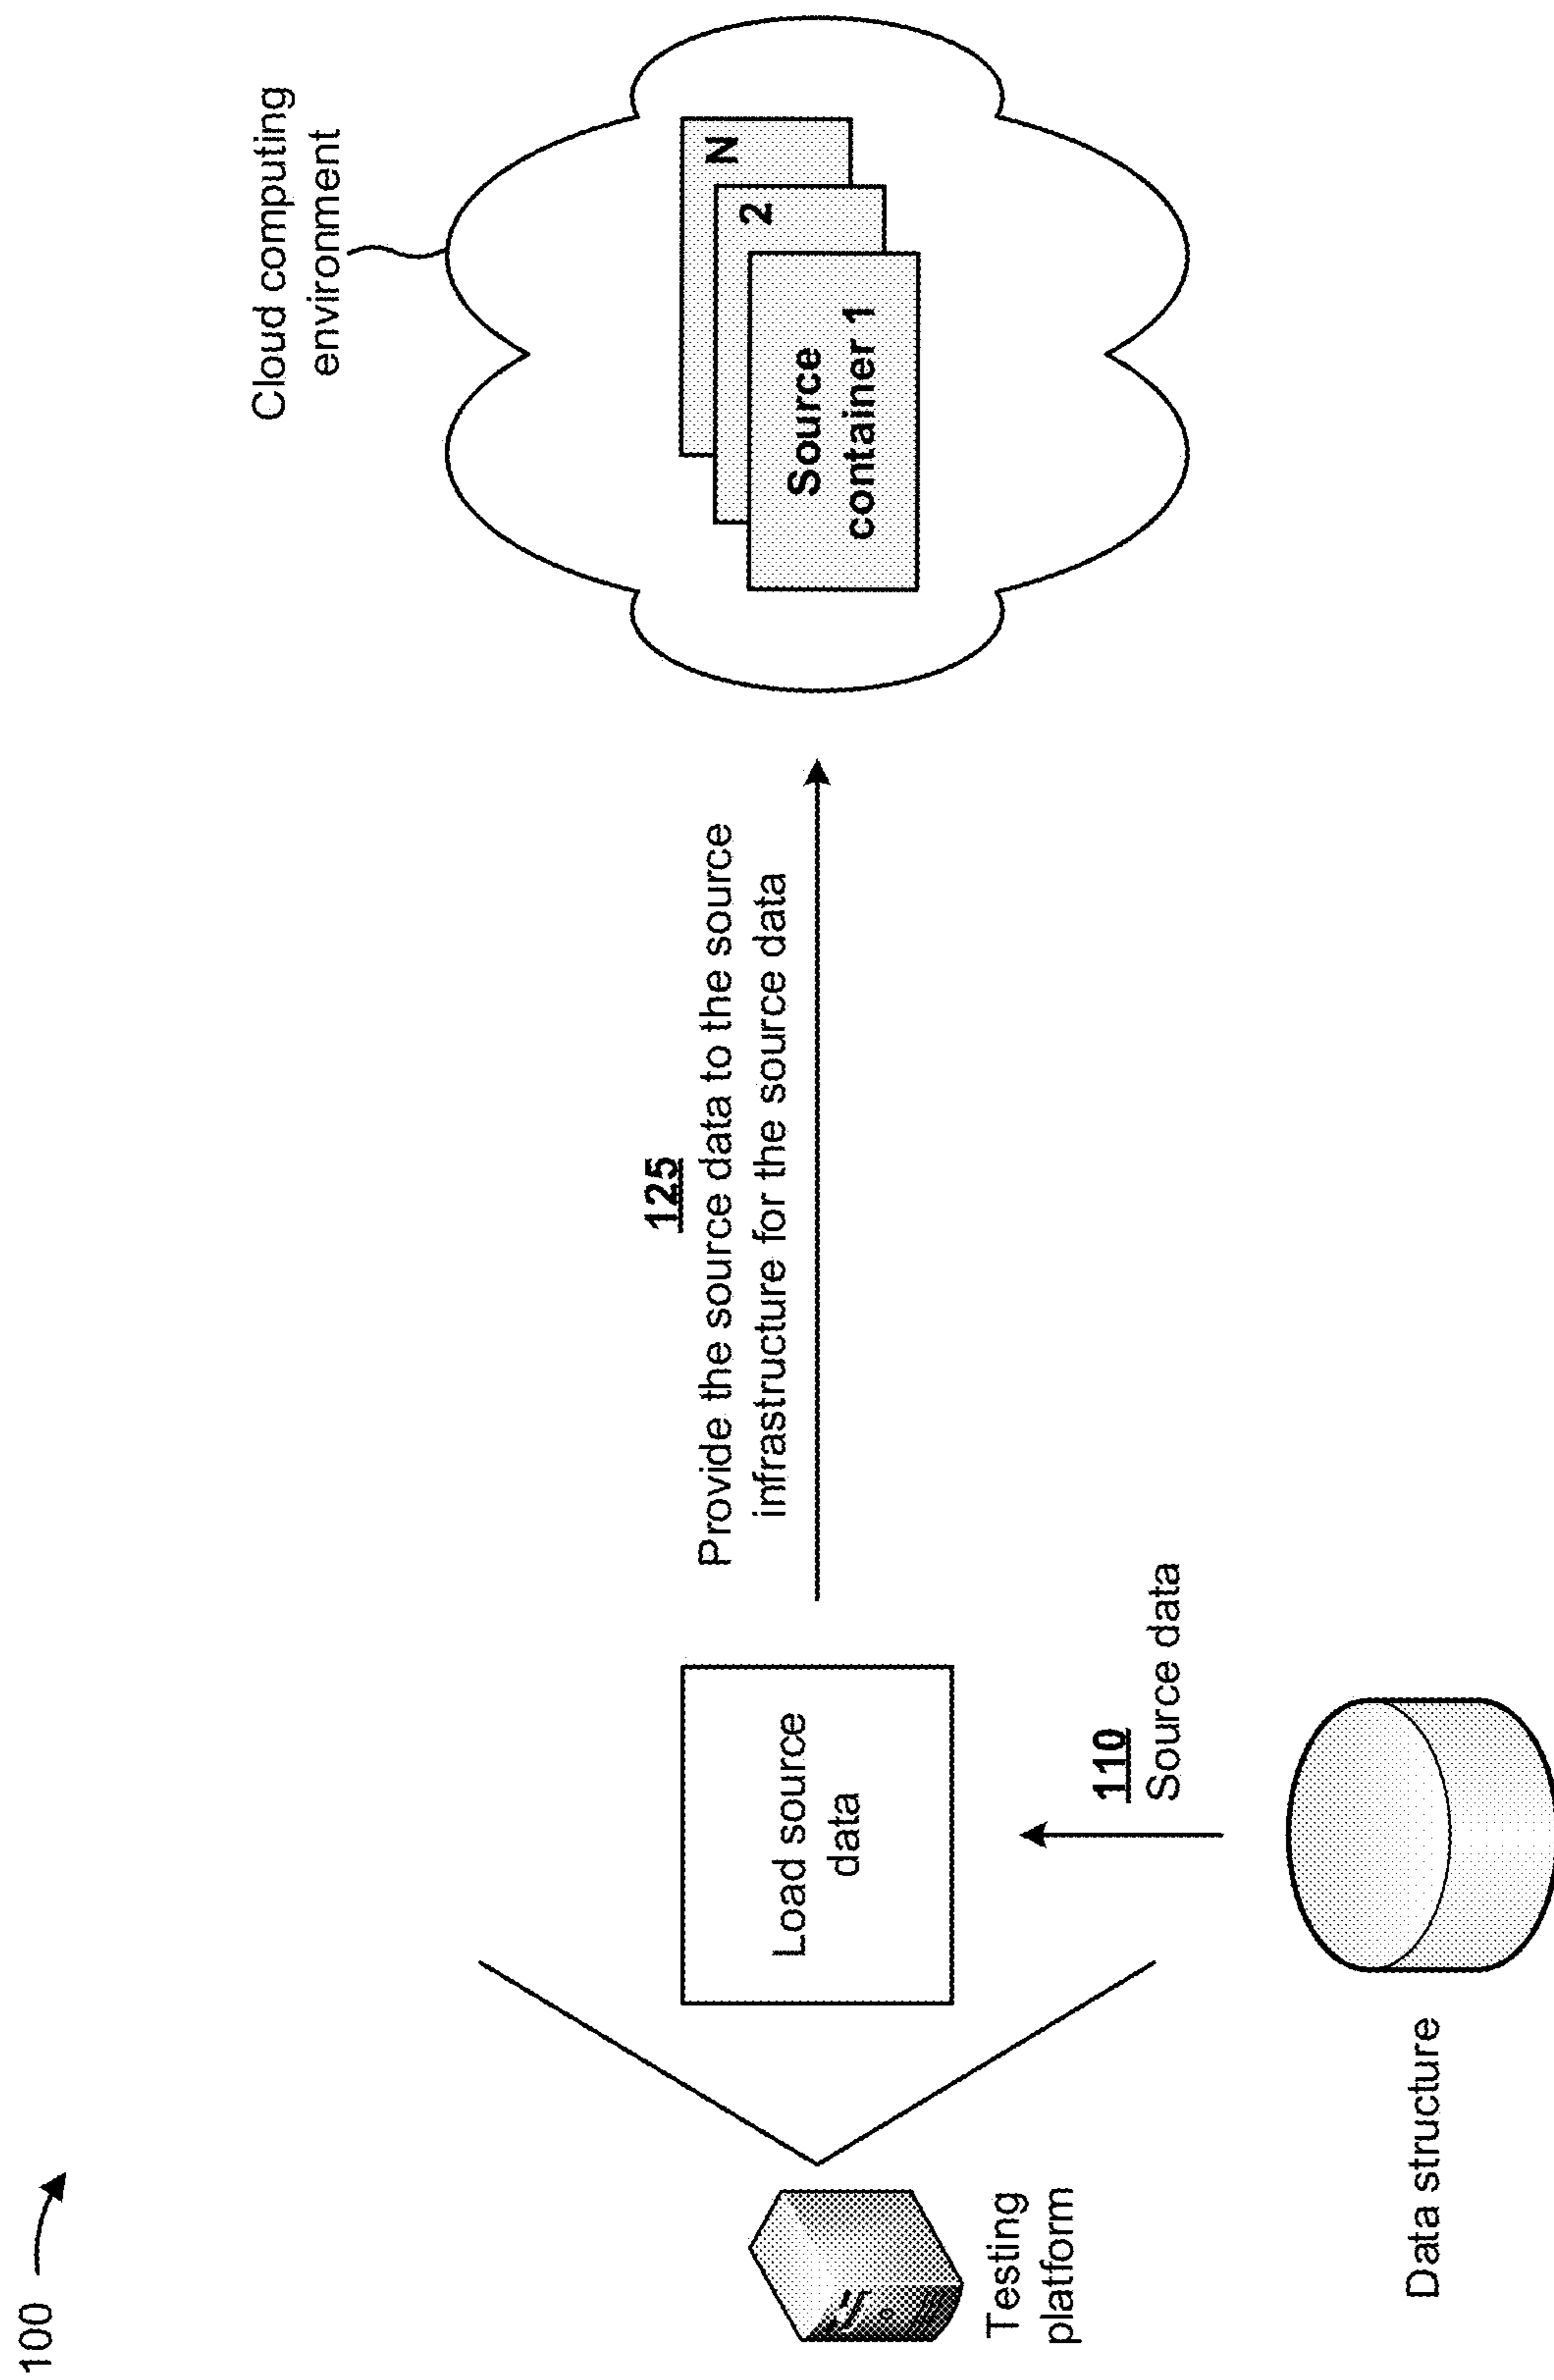 100
Cloud computing
environment
N
2
Source
container 1
125
Provide the source data to the source
infrastructure for the source data
Load source
data
110
Source data
Testing
platform
Data structure